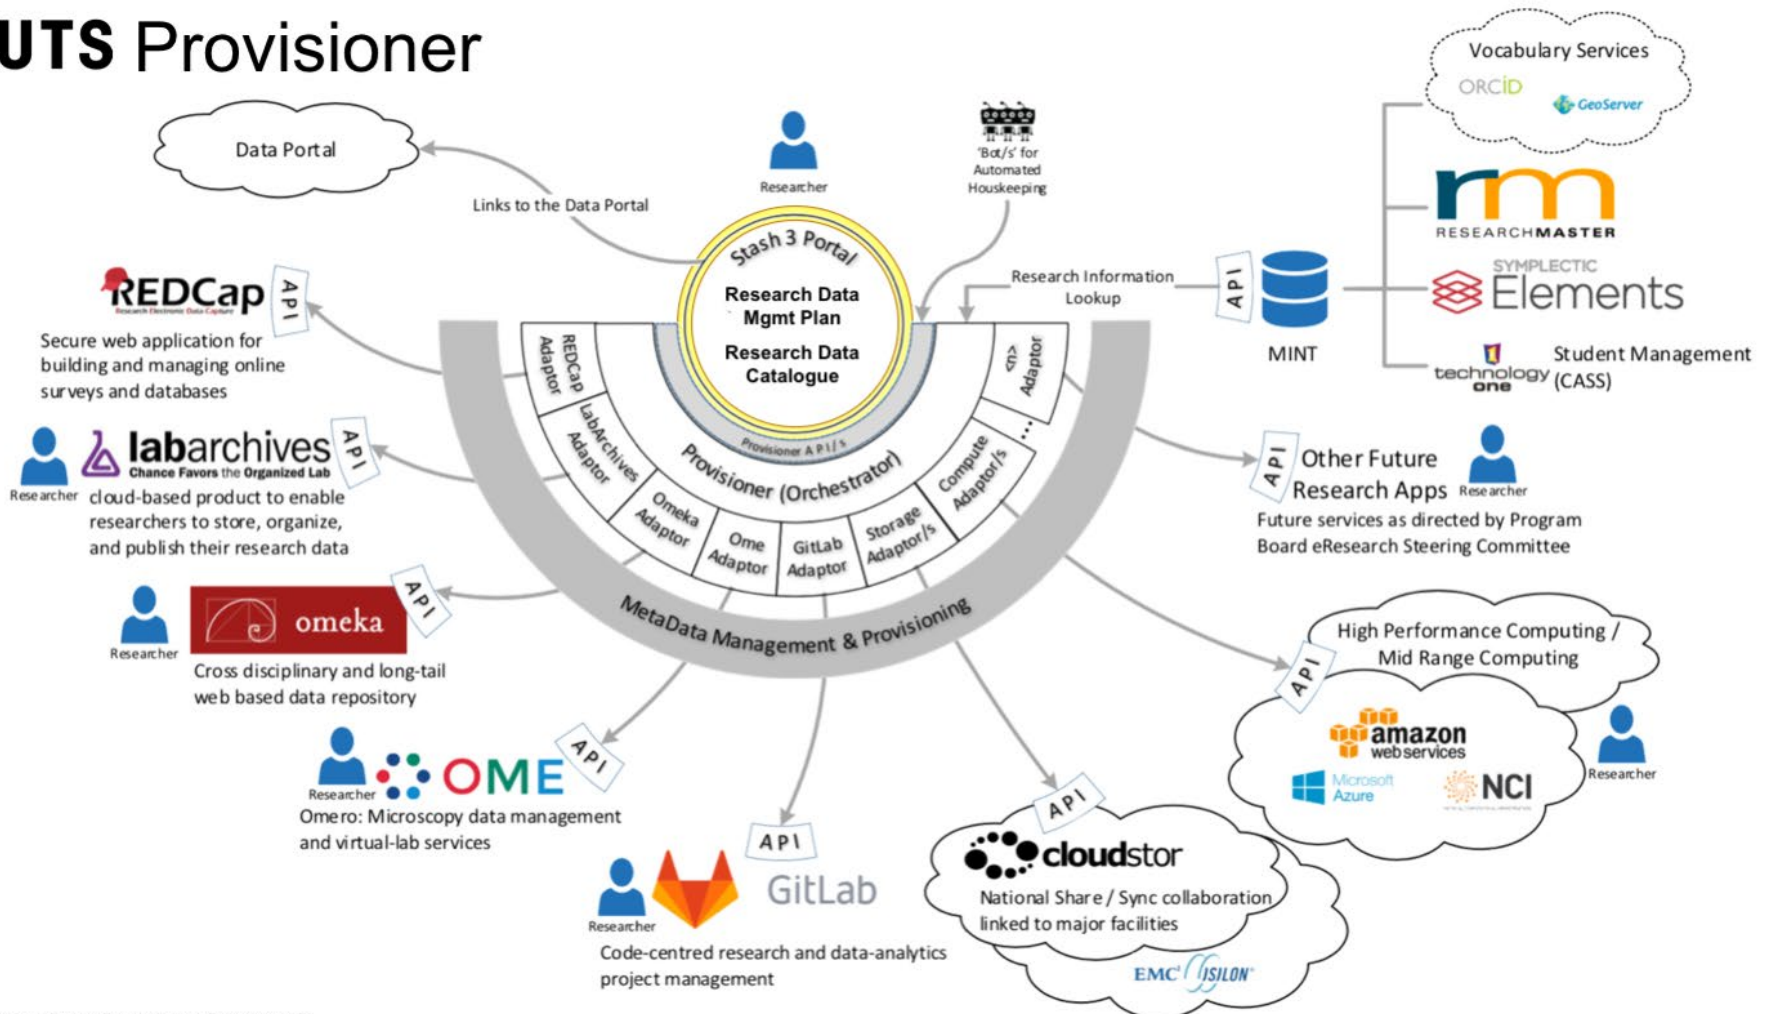 UTS Provisioner
Data Portal
Links to the Data Portal
Researcher
'Bot/s' for
Automated
Houskeeping
Vocabulary Services
ORCiD
GeoServer
rm
RESEARCHMASTER
SYMPLECTIC
Elements
technology
one
Student Management
(CASS)
API
MINT
Research Information
Lookup
Stash 3 Portal
Research Data
Mgmt Plan
Research Data
Catalogue
Provisioner API/s
Provisioner (Orchestrator)
REDCap
Adaptor
LabArchives
Adaptor
Omeka
Adaptor
Ome
Adaptor
GitLab
Adaptor
Storage
Adaptor/s
Compute
Adaptor/s
...
<n>
Adaptor
MetaData Management & Provisioning
REDCap
Research Electronic Data Capture
API
Secure web application for
building and managing online
surveys and databases
Researcher
labarchives
Chance Favors the Organized Lab
API
cloud-based product to enable
researchers to store, organize,
and publish their research data
Researcher
omeka
API
Cross disciplinary and long-tail
web based data repository
Researcher
OME
API
Omero: Microscopy data management
and virtual-lab services
Researcher
API
GitLab
Code-centred research and data-analytics
project management
API
cloudstor
National Share / Sync collaboration
linked to major facilities
EMC² ISILON
API
High Performance Computing /
Mid Range Computing
amazon
webservices
Microsoft
Azure
NCI
Researcher
API
Other Future
Research Apps
Researcher
Future services as directed by Program
Board eResearch Steering Committee